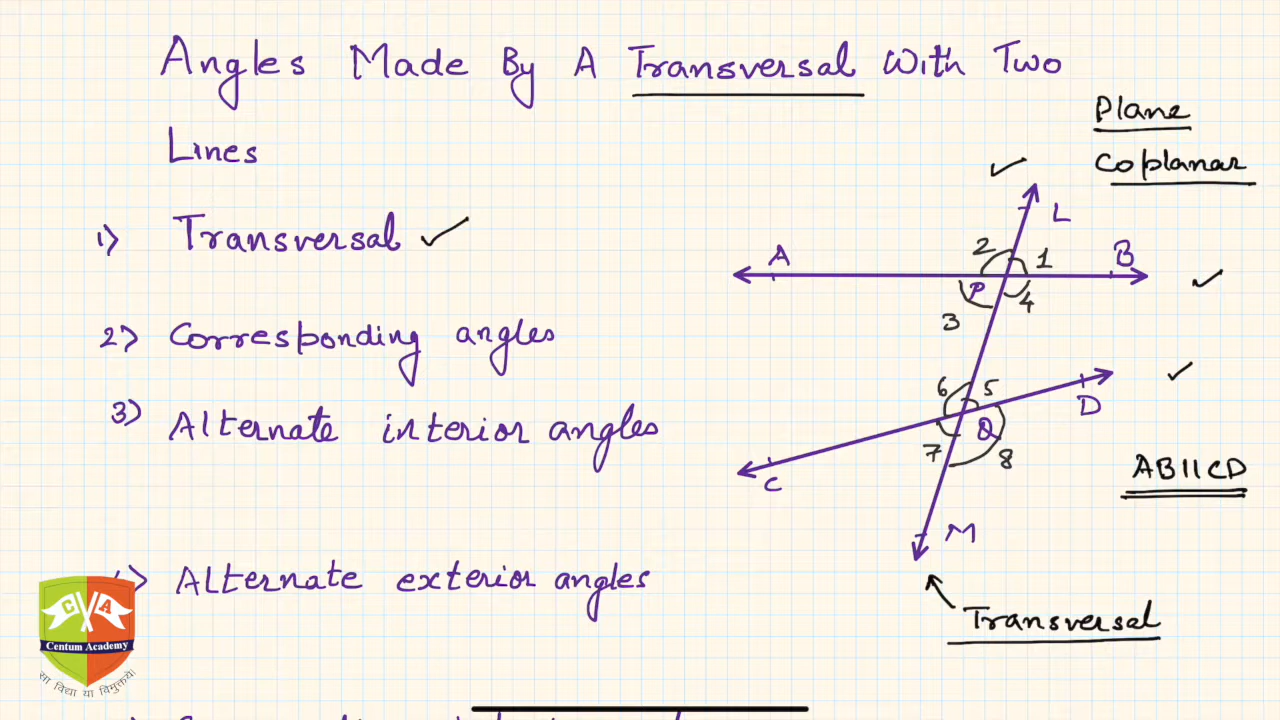 Angles Made By A Transversal With Two
Lines
Plane
Coplanar
1) Transversal
2) Corresponding angles
3) Alternate interior angles
Alternate exterior angles
L
A
2
1
B
P
4
3
6
5
D
Q
7
8
C
M
AB || CD
Transversal
C A
Centum Academy
सा विद्या या विमुक्तये।